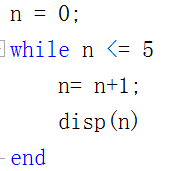 n = 0;
while n <= 5
n= n+1;
disp(n)
end